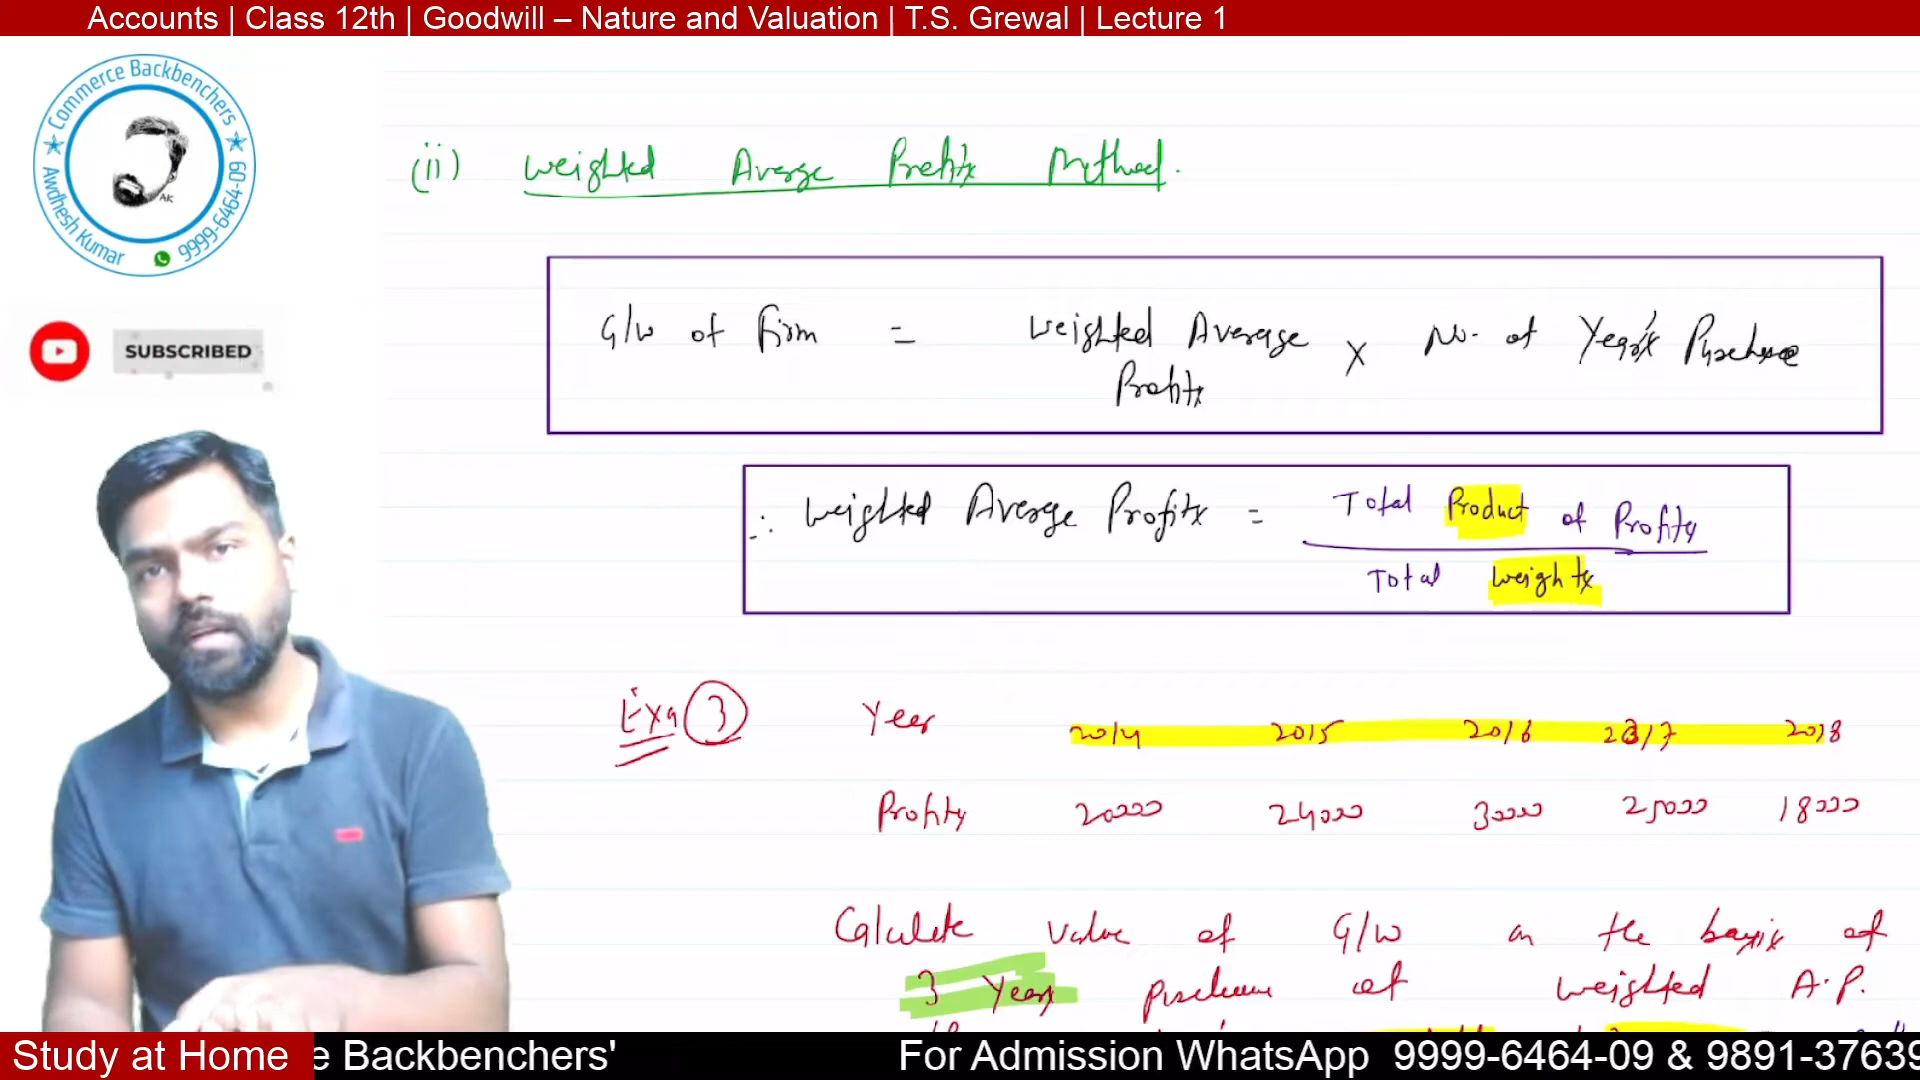 Accounts | Class 12th | Goodwill – Nature and Valuation | T.S. Grewal | Lecture 1
Commerce Backbenchers
Awdhesh Kumar 9999-6464-09
AK
SUBSCRIBED
(ii) Weighted Average Profits Method.
G/W of Firm = Weighted Average Profits X No. of Years Purchase
∴ Weighted Average Profits = Total Product of Profits
Total Weights
Exa 3 Year 2014 2015 2016 2017 2018
Profits 20000 24000 30000 25000 18000
Calculate value of G/W on the basis of
3 Years purchase of weighted A.P.
Study at Home e Backbenchers' For Admission WhatsApp 9999-6464-09 & 9891-37639